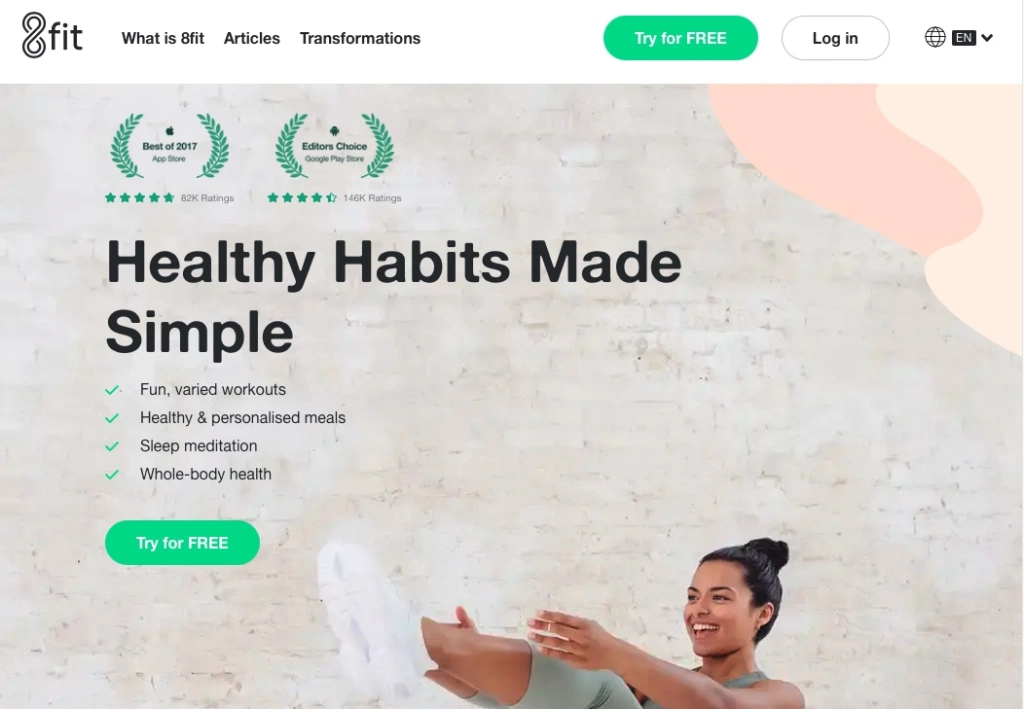 8fit
What is 8fit
Articles
Transformations
Try for FREE
Log in
EN
Best of 2017
App Store
82K Ratings
Editors Choice
Google Play Store
146K Ratings
Healthy Habits Made
Simple
Fun, varied workouts
Healthy & personalised meals
Sleep meditation
Whole-body health
Try for FREE